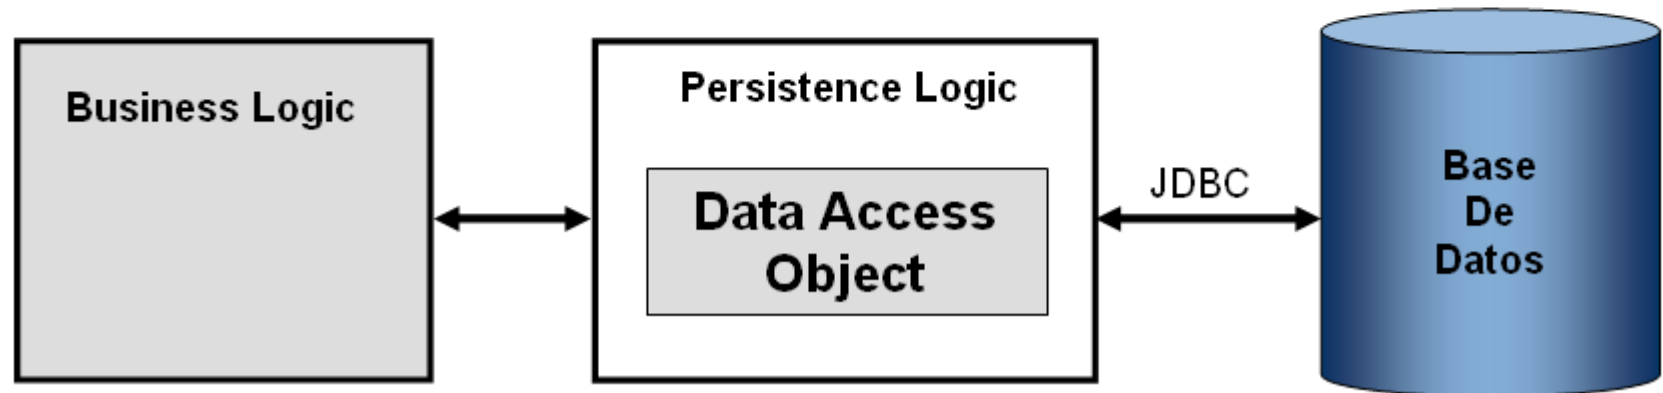 Business Logic
Persistence Logic
Data Access
Object
JDBC
Base
De
Datos